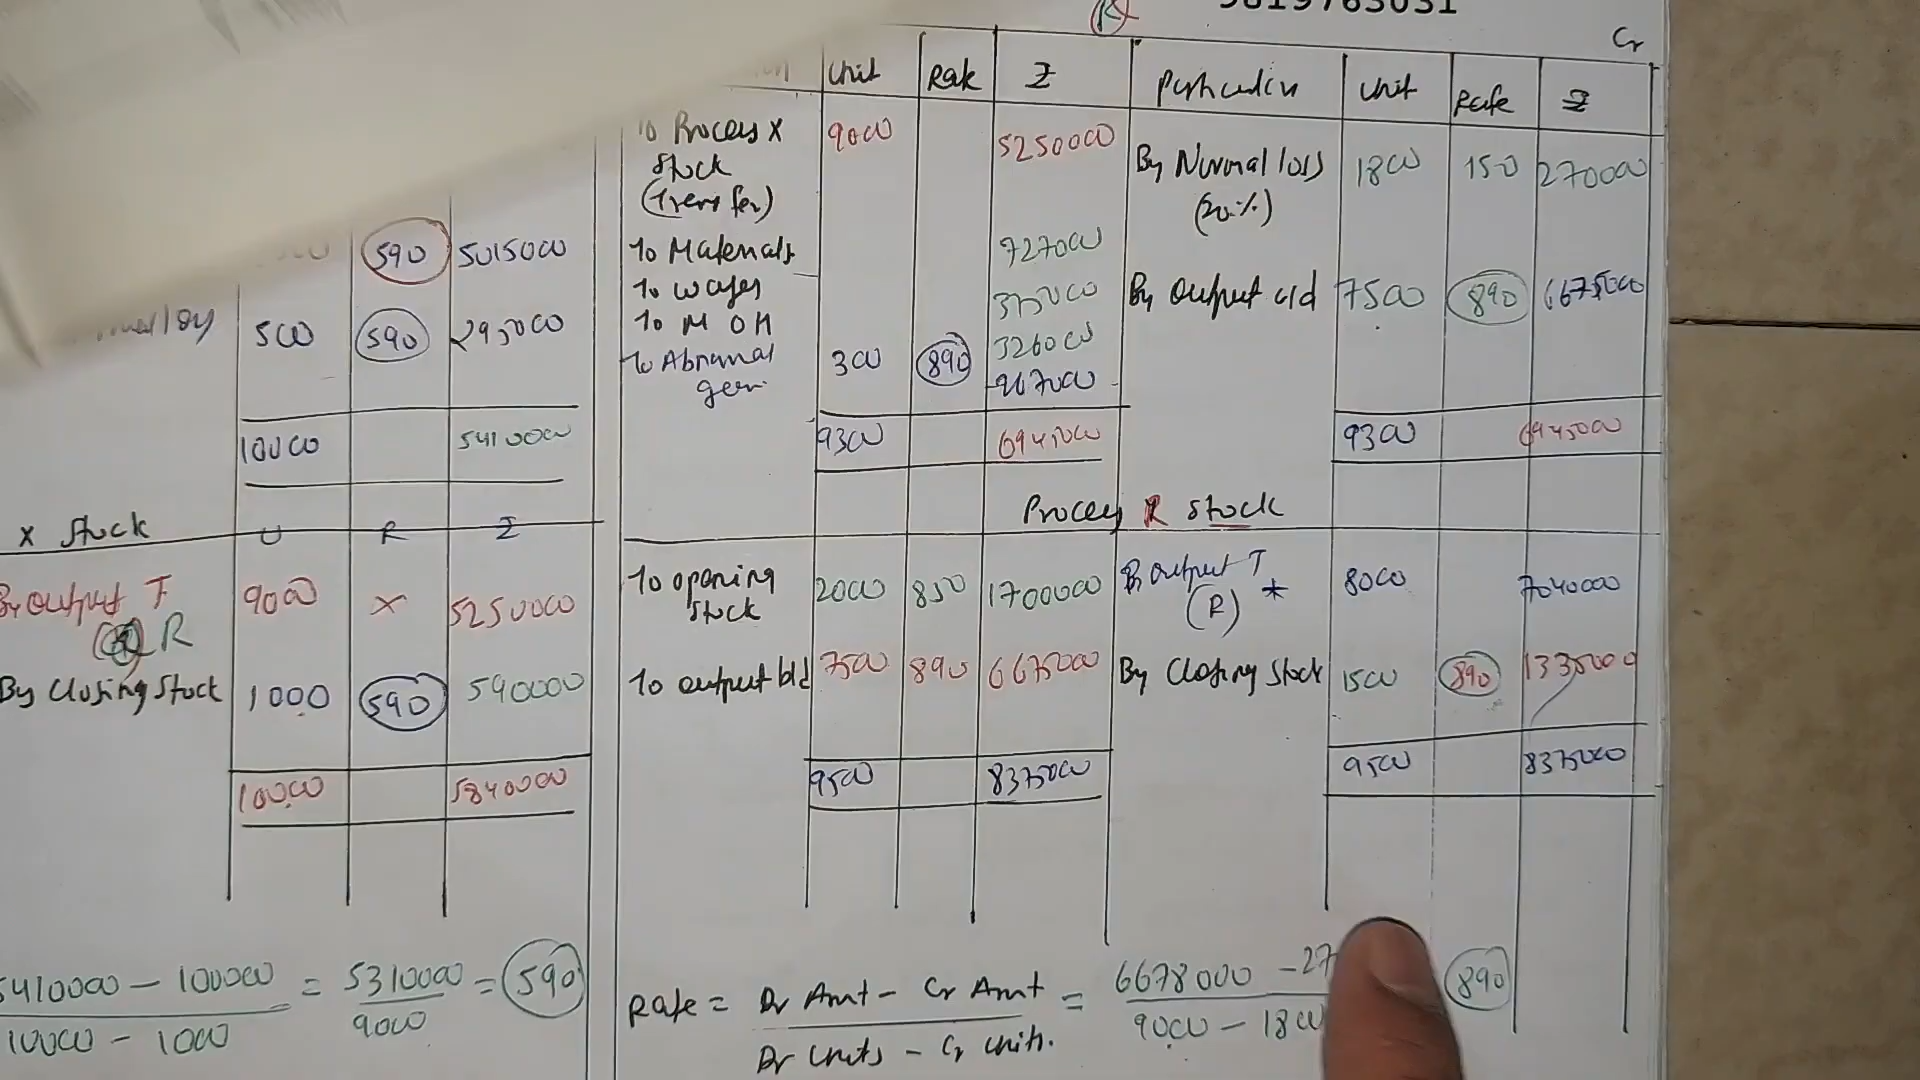 9819763031
Cr
Unit Rate ₹ Particulars Unit Rate ₹
To Process X 9000 5250000 By Normal loss 1800 150 270000
Stock (20%)
(Transfer)
590 5015000 To Materials 727000
To Wages 375000 By Output c/d 7500 890 6675000
500 590 295000 To M OH 326000
To Abnormal 300 890 267000
gain
10000 5410000 9300 6945000 9300 6945000
Process R Stock
X Stock U R ₹
By Output T 9000 X 5250000 To opening 2000 850 1700000 By Output T 8000 7040000
R stock (R) *
By Closing Stock 1000 590 590000 To output b/d 7500 890 6675000 By Closing Stock 1500 890 1335000
10000 5840000 9500 8375000 9500 8375000
5410000 - 100000 = 5310000 = 590
10000 - 1000 9000
Rate = Dr Amt - Cr Amt = 6678000 - 27 890
Dr Units - Cr Units. 9000 - 1800